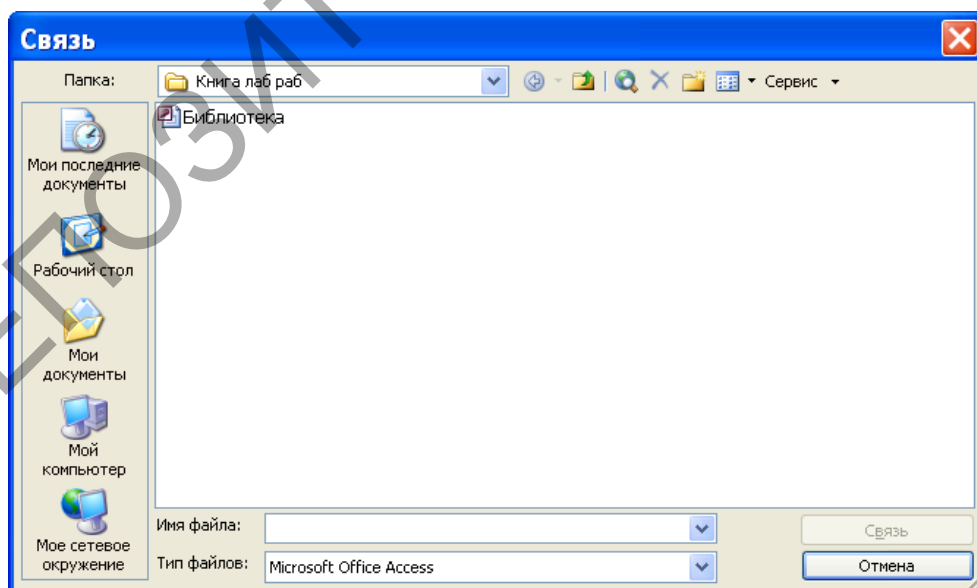 Связь
Папка:
Книга лаб раб
Сервис
Библиотека
Мои последние
документы
Рабочий стол
Мои
документы
Мой
компьютер
Мое сетевое
окружение
Имя файла:
Связь
Тип файлов:
Microsoft Office Access
Отмена